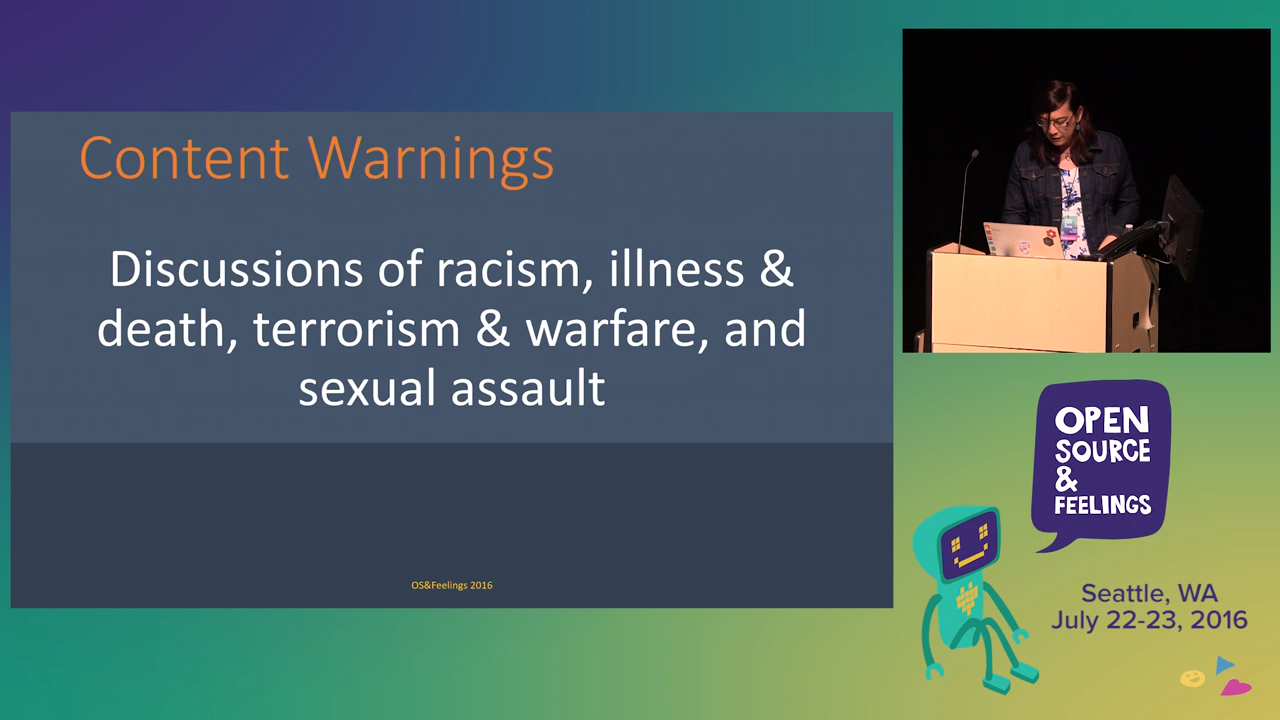 Content Warnings
Discussions of racism, illness &
death, terrorism & warfare, and
sexual assault
OS&Feelings 2016
OPEN
SOURCE
&
FEELINGS
Seattle, WA
July 22-23, 2016